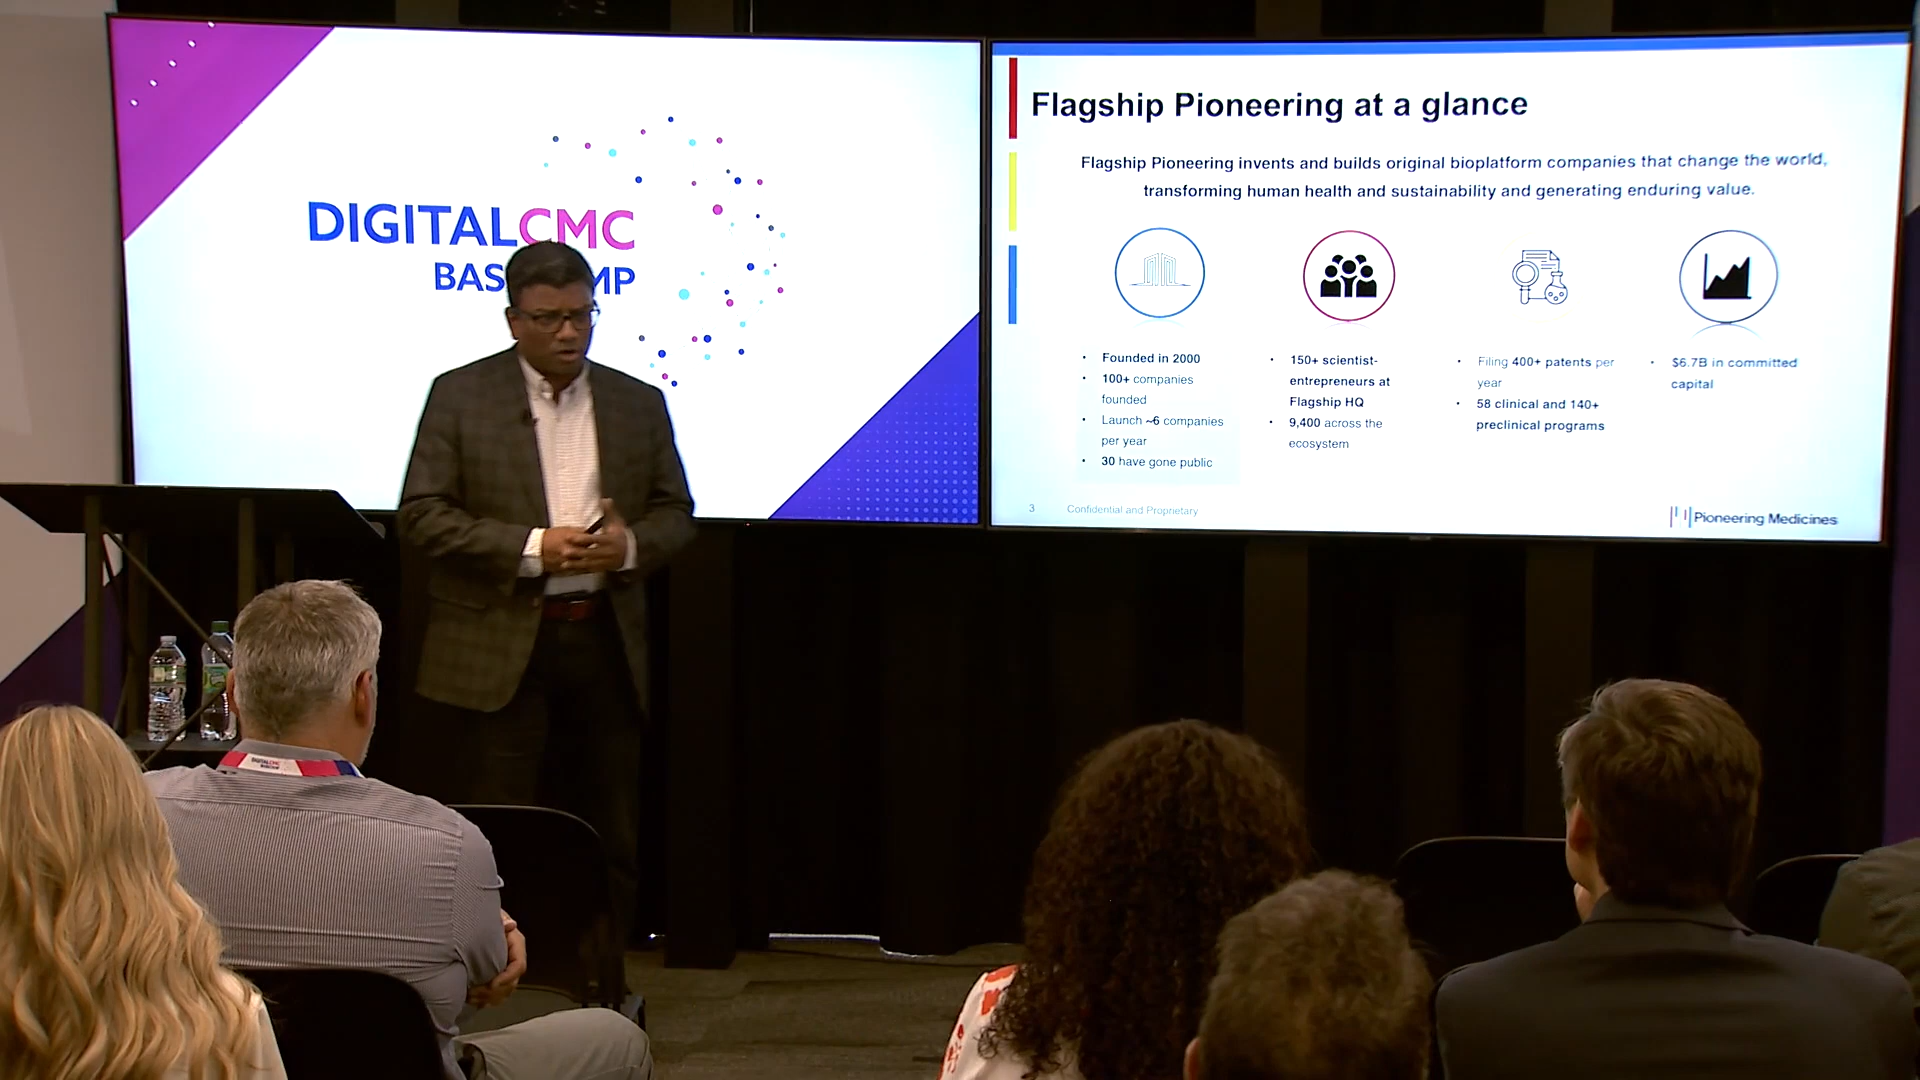 DIGITALCMC
BAS MP
Flagship Pioneering at a glance
Flagship Pioneering invents and builds original bioplatform companies that change the world,
transforming human health and sustainability and generating enduring value.
• Founded in 2000
• 100+ companies
founded
• Launch ~6 companies
per year
• 30 have gone public
• 150+ scientist-
entrepreneurs at
Flagship HQ
• 9,400 across the
ecosystem
• Filing 400+ patents per
year
• 58 clinical and 140+
preclinical programs
• $6.7B in committed
capital
3 Confidential and Proprietary
Pioneering Medicines
DIGITALCMC